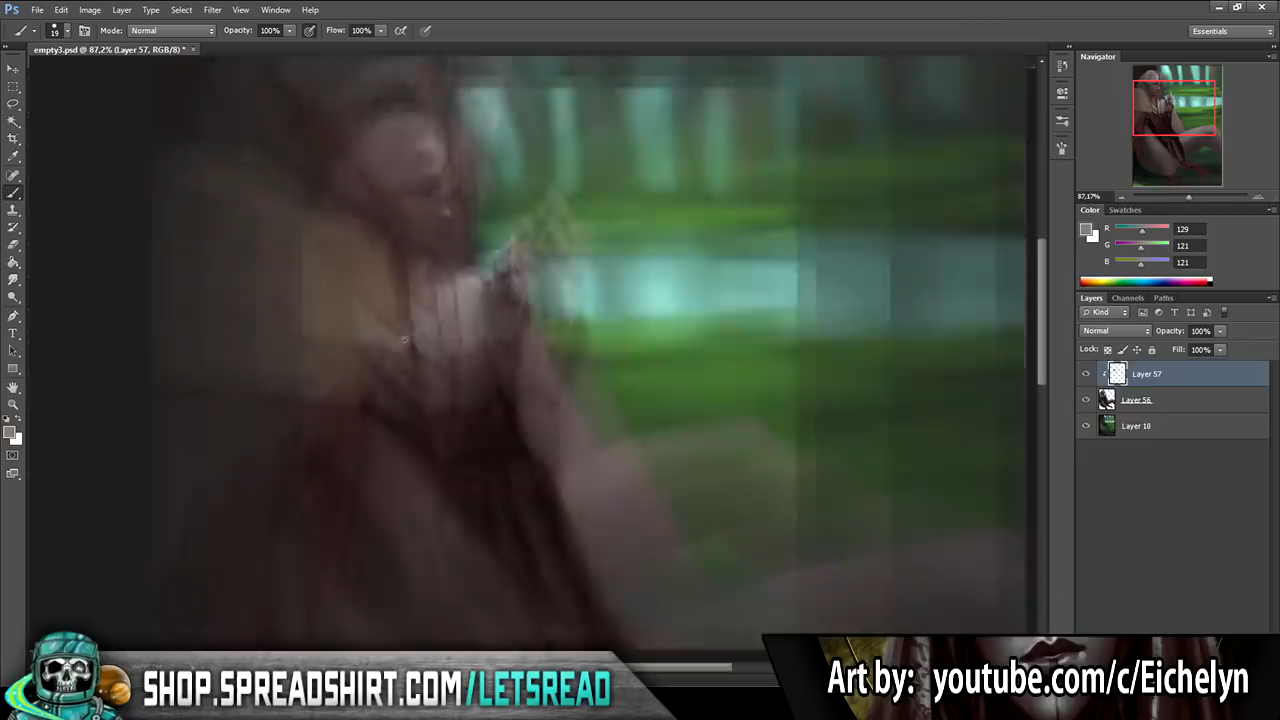 Ps File Edit Image Layer Type Select Filter View Window Help
19 Mode: Normal Opacity: 100% Flow: 100% Essentials
empty3.psd @ 87,2% (Layer 57, RGB/8) * ×
Navigator
87,17%
Color Swatches
R 129
G 121
B 121
Layers Channels Paths
Kind
Normal Opacity: 100%
Lock: Fill: 100%
Layer 57
Layer 56
Layer 10
SHOP.SPREADSHIRT.COM/LETSREAD
Art by: youtube.com/c/Eichelyn